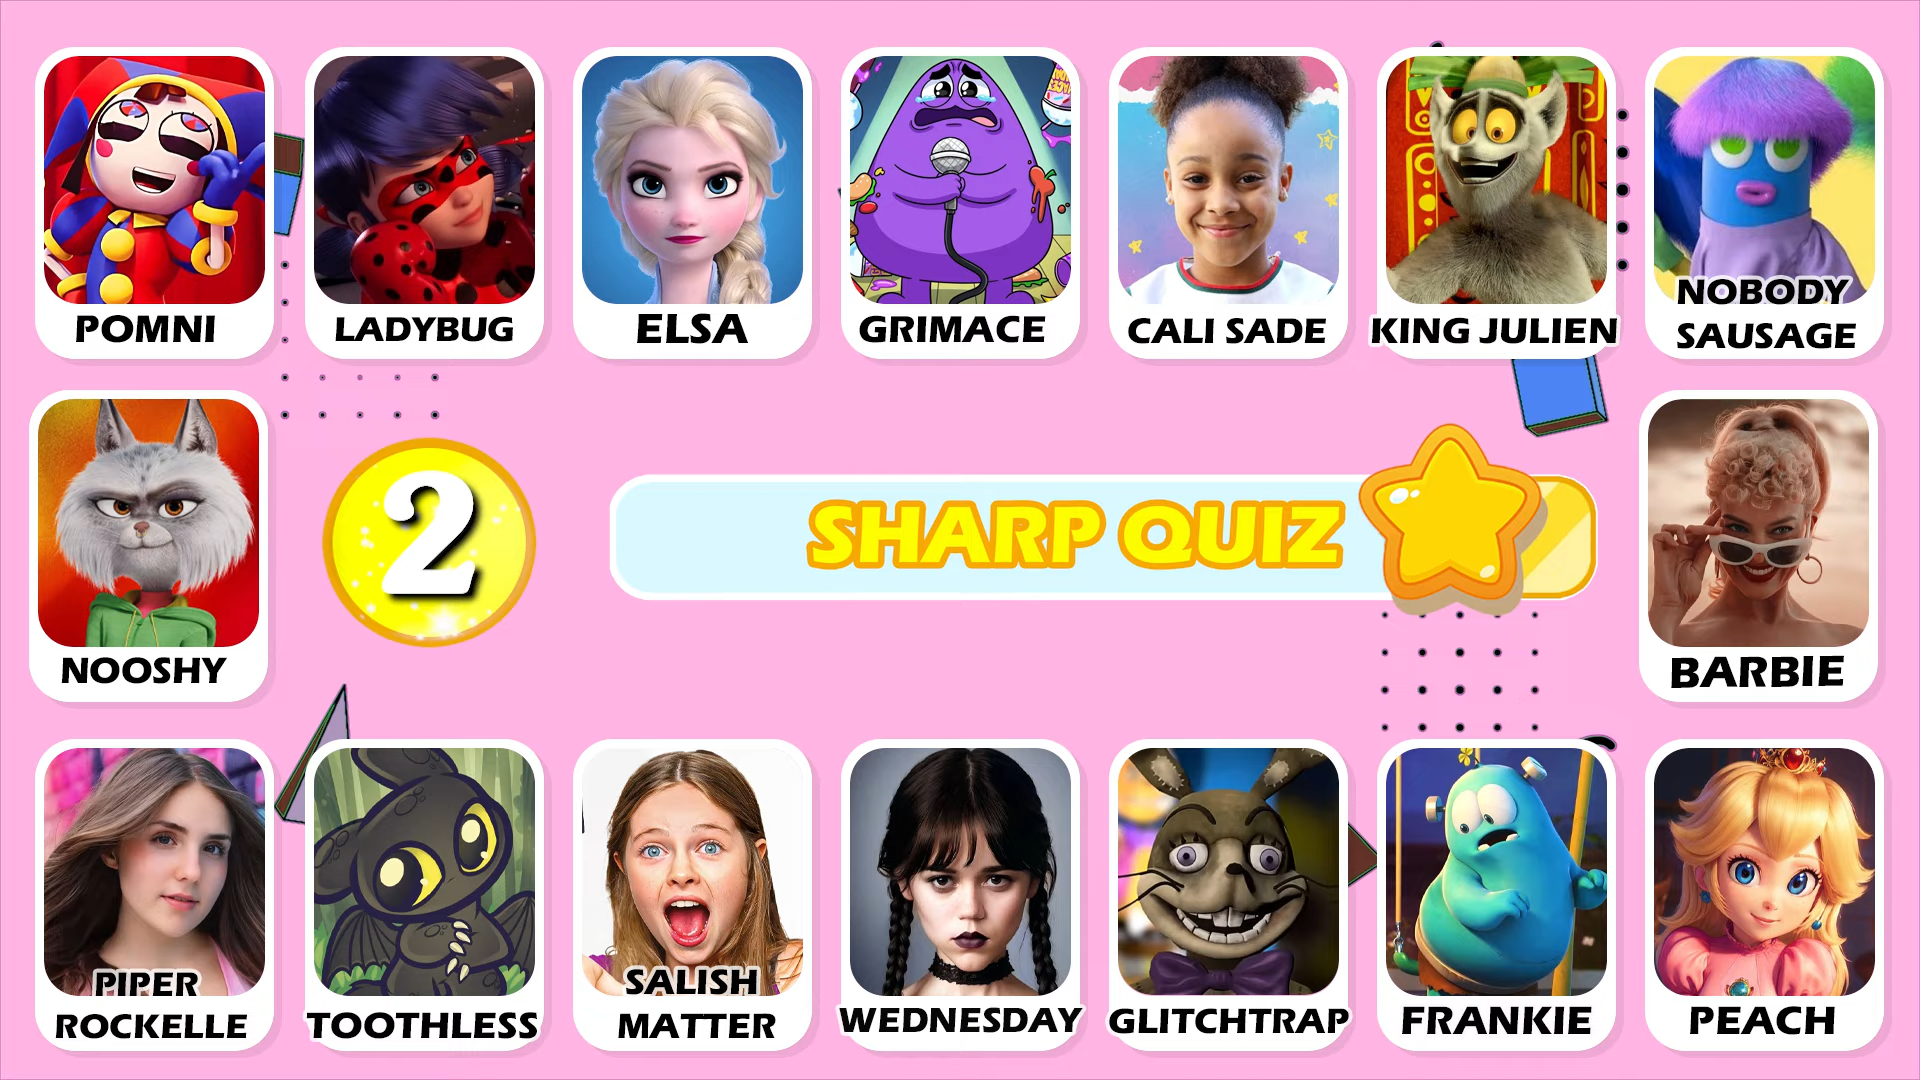 POMNI
LADYBUG
ELSA
GRIMACE
CALI SADE
KING JULIEN
NOBODY
SAUSAGE
NOOSHY
2
SHARP QUIZ
BARBIE
PIPER
ROCKELLE
TOOTHLESS
SALISH
MATTER
WEDNESDAY
GLITCHTRAP
FRANKIE
PEACH